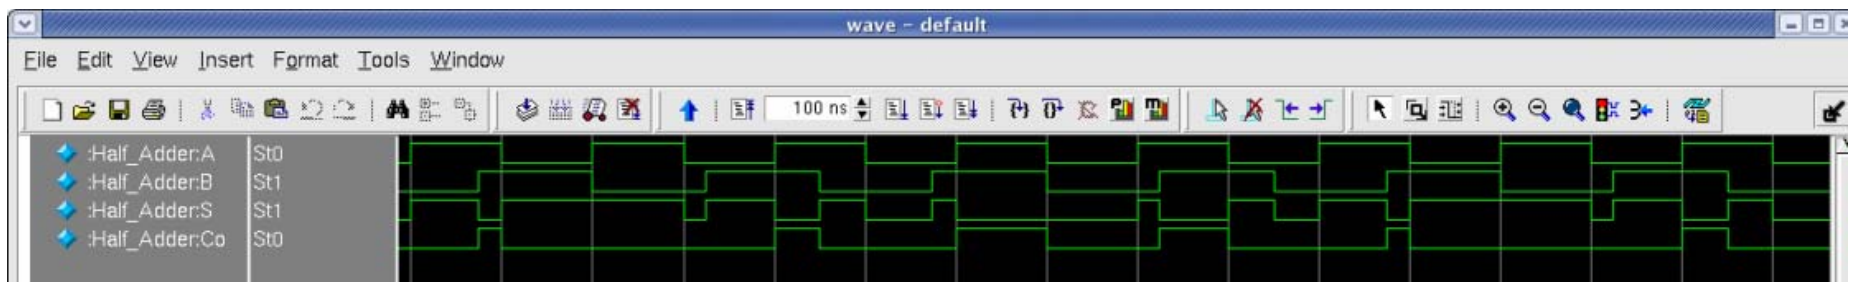 wave - default
File Edit View Insert Format Tools Window
100 ns
:Half_Adder:A St0
:Half_Adder:B St1
:Half_Adder:S St1
:Half_Adder:Co St0